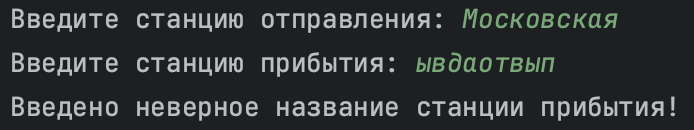 Введите станцию отправления: Московская
Введите станцию прибытия: ывдаотвып
Введено неверное название станции прибытия!